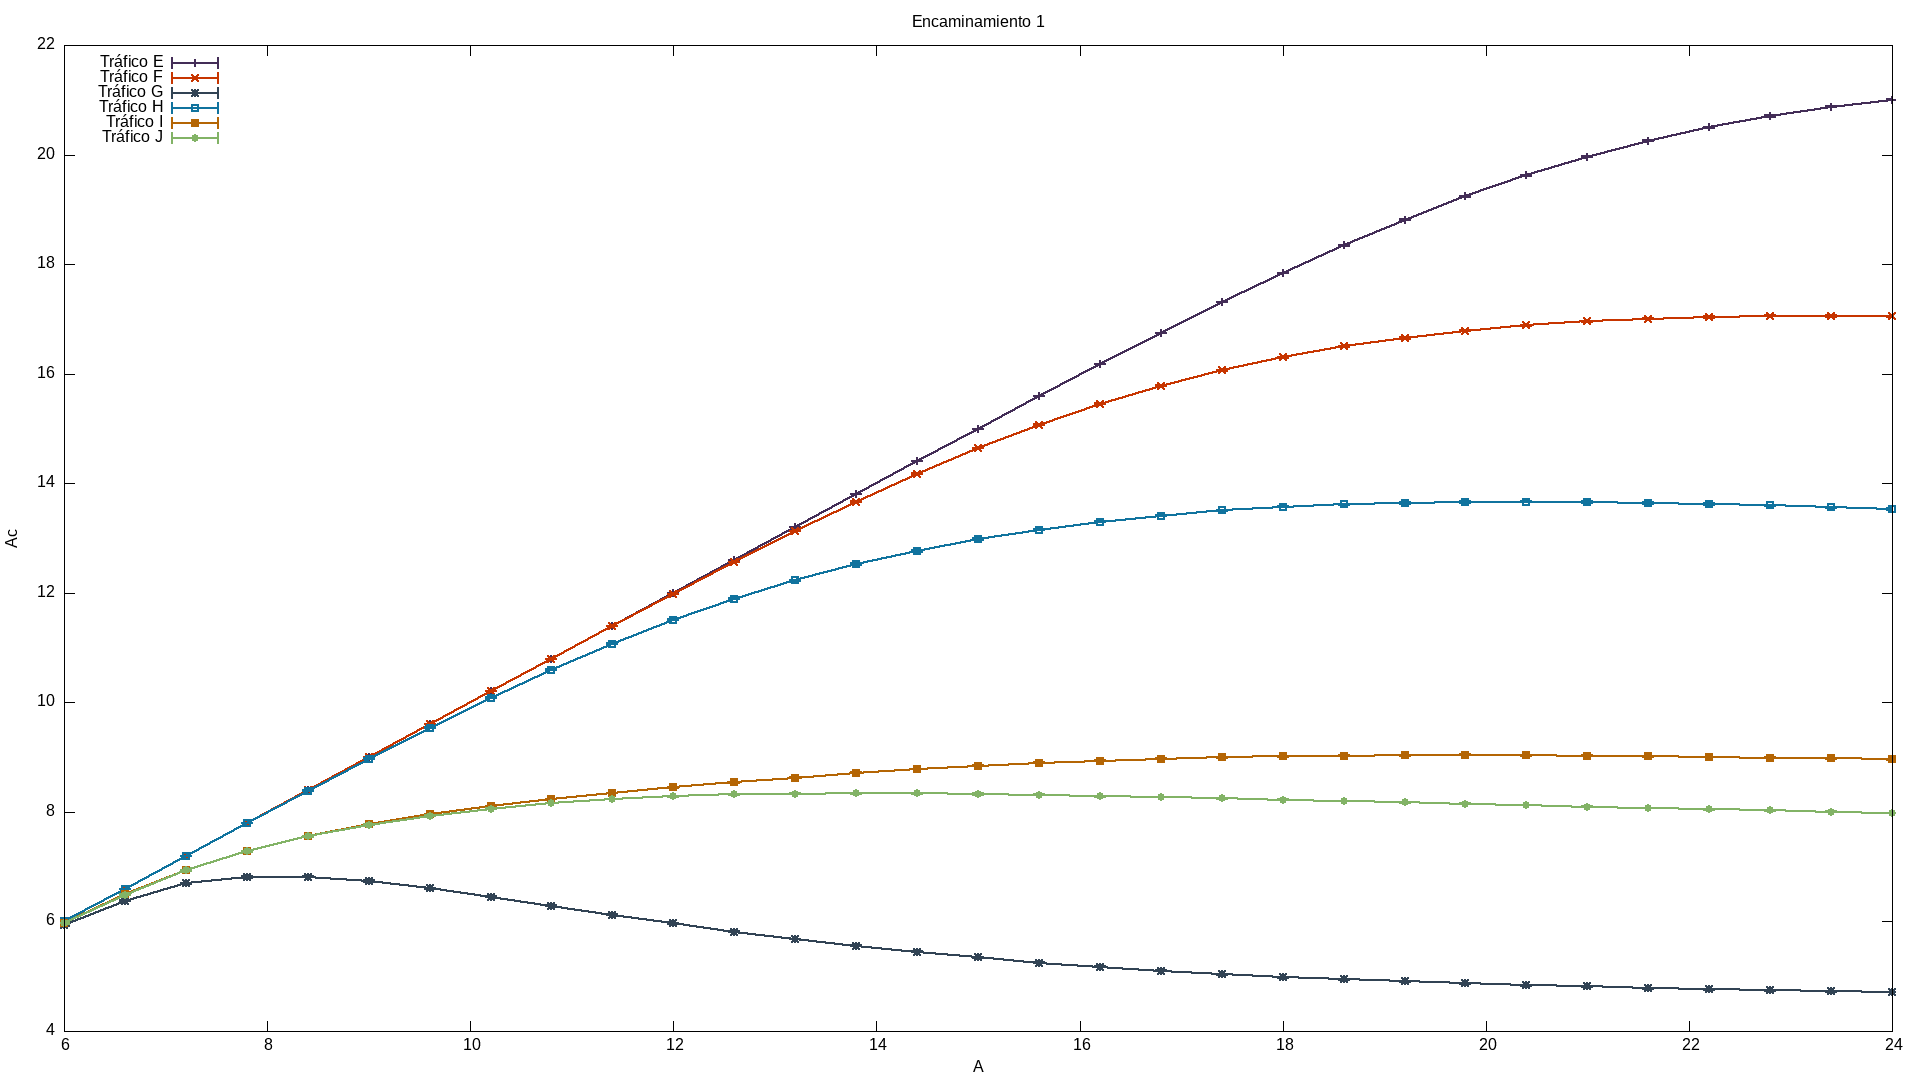 Encaminamiento 1
Tráfico E
Tráfico F
Tráfico G
Tráfico H
Tráfico I
Tráfico J
22
20
18
16
14
12
10
8
6
4
Ac
6 8 10 12 14 16 18 20 22 24
A